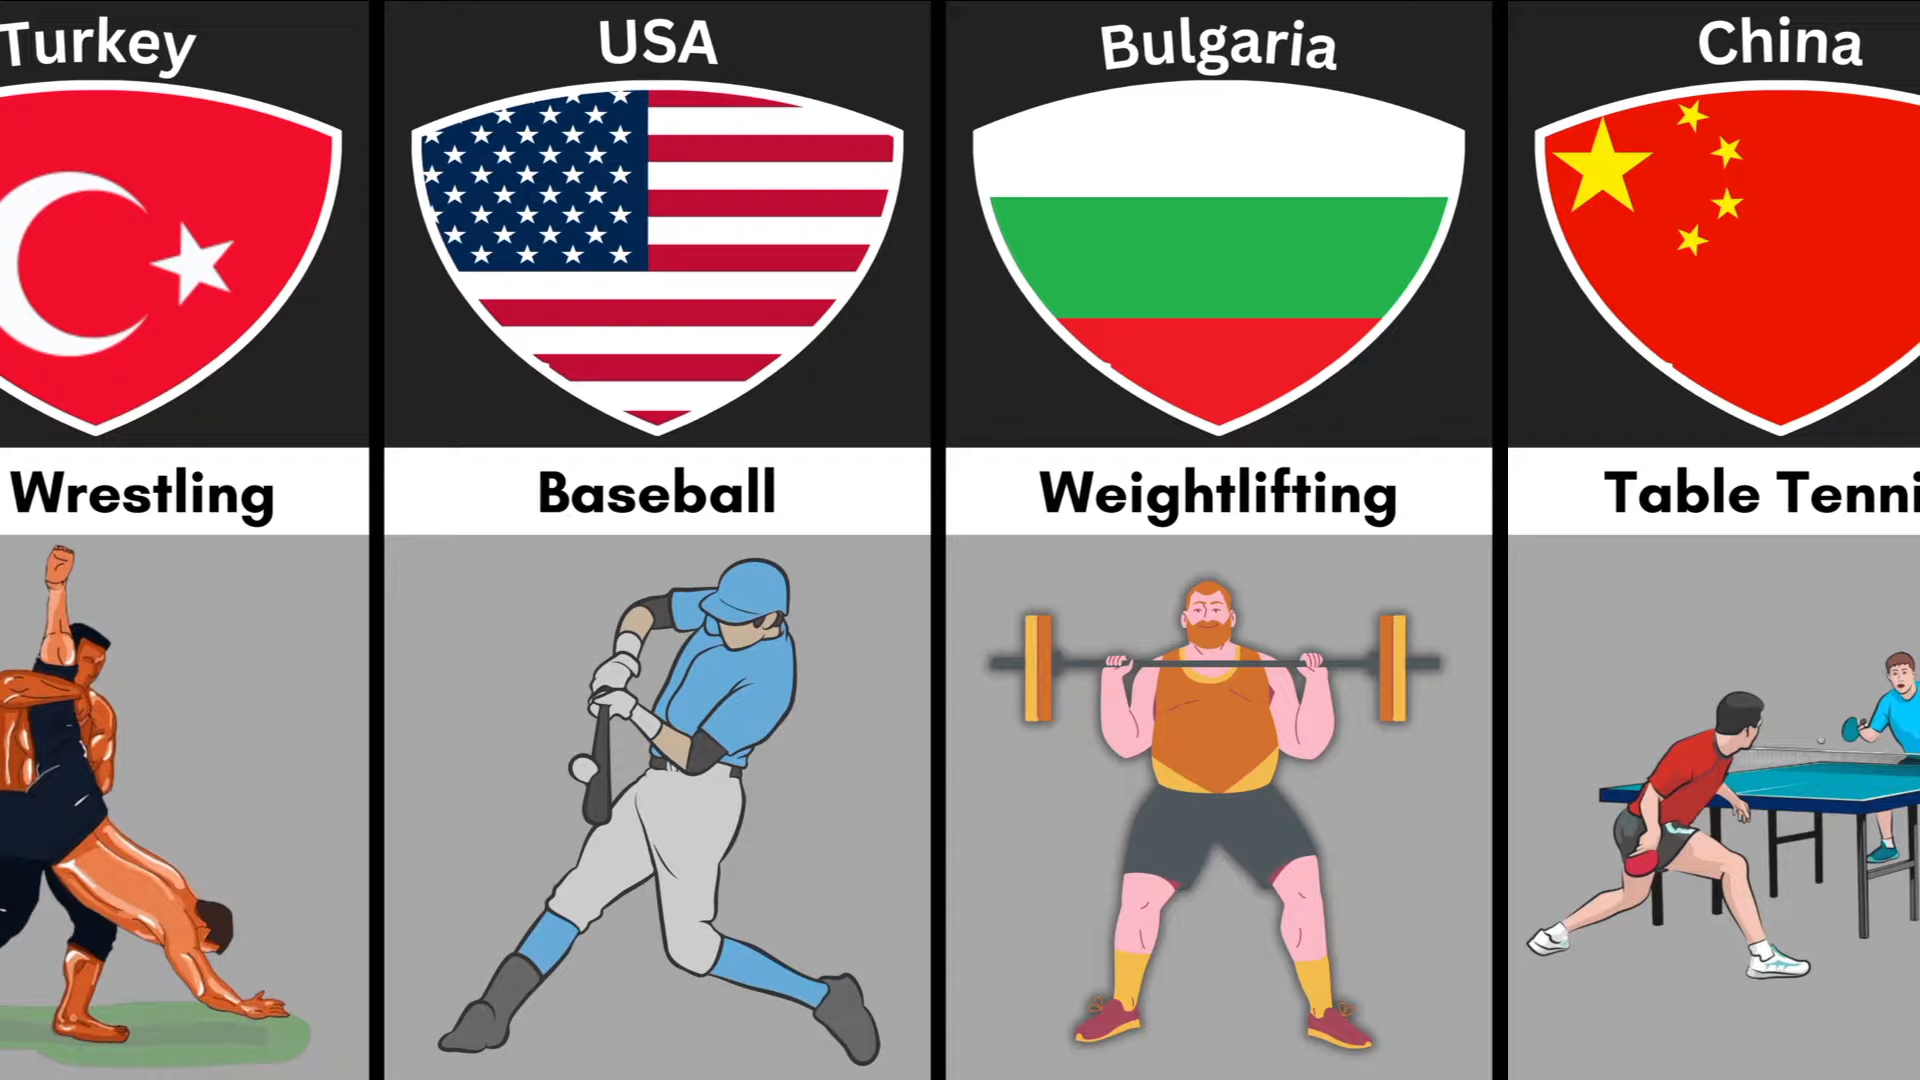 Turkey
USA
Bulgaria
China
Wrestling
Baseball
Weightlifting
Table Tenni